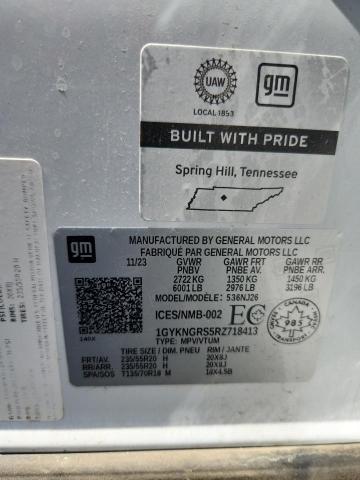 UAW
LOCAL 1853
gm
BUILT WITH PRIDE
Spring Hill, Tennessee
gm
MANUFACTURED BY GENERAL MOTORS LLC
FABRIQUÉ PAR GENERAL MOTORS LLC
11/23 GVWR GAWR FRT GAWR RR
PNBV PNBE AV. PNBE ARR.
2722 KG 1350 KG 1450 KG
6001 LB 2976 LB 3196 LB
MODEL/MODÈLE: 536NJ26
ICES/NMB-002 EC
CANADA
985
1GYKNGRS5RZ718413
140X TYPE: MPV/VTUM
TIRE SIZE / DIM. PNEU RIM / JANTE
FRT/AV. 235/55R20 H 20X8J
RR/ARR. 235/55R20 H 20X8J
SPA/SOS T135/70R18 M 18X4.5B